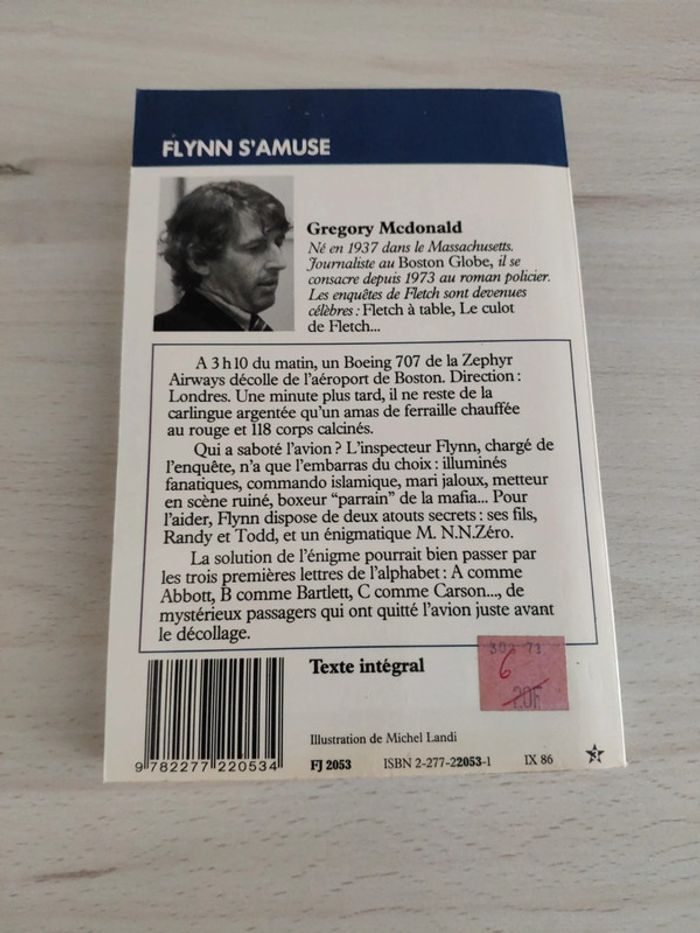 FLYNN S'AMUSE
Gregory Mcdonald
Né en 1937 dans le Massachusetts.
Journaliste au Boston Globe, il se
consacre depuis 1973 au roman policier.
Les enquêtes de Fletch sont devenues
célèbres : Fletch à table, Le culot
de Fletch...
A 3 h 10 du matin, un Boeing 707 de la Zephyr
Airways décolle de l'aéroport de Boston. Direction :
Londres. Une minute plus tard, il ne reste de la
carlingue argentée qu'un amas de ferraille chauffée
au rouge et 118 corps calcinés.
Qui a saboté l'avion ? L'inspecteur Flynn, chargé de
l'enquête, n'a que l'embarras du choix : illuminés
fanatiques, commando islamique, mari jaloux, metteur
en scène ruiné, boxeur "parrain" de la mafia... Pour
l'aider, Flynn dispose de deux atouts secrets : ses fils,
Randy et Todd, et un énigmatique M. N.N.Zéro.
La solution de l'énigme pourrait bien passer par
les trois premières lettres de l'alphabet : A comme
Abbott, B comme Bartlett, C comme Carson..., de
mystérieux passagers qui ont quitté l'avion juste avant
le décollage.
Texte intégral
6
20F
Illustration de Michel Landi
9 782277 220534
FJ 2053 ISBN 2-277-22053-1 IX 86
3